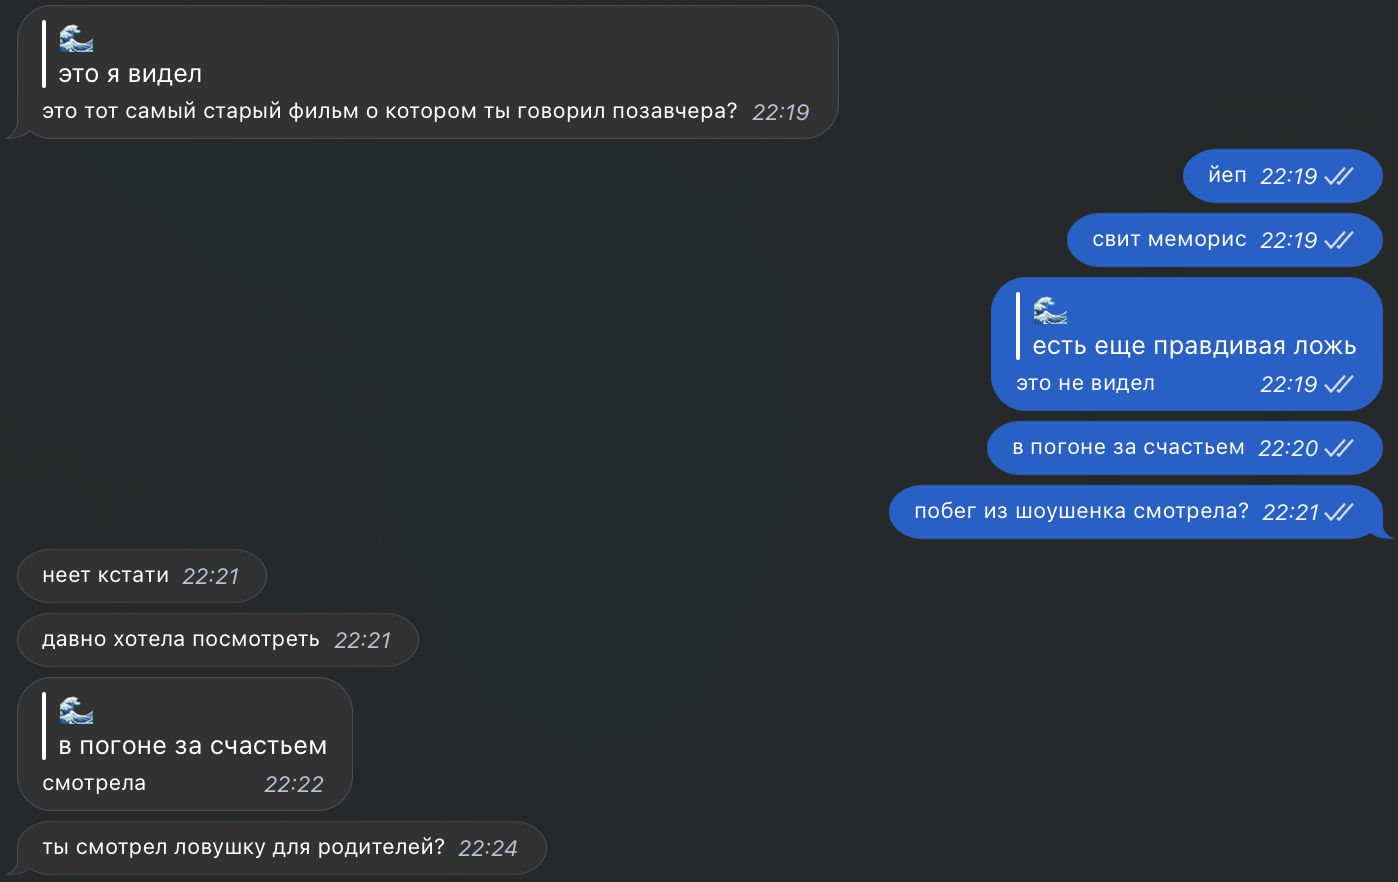 🌊
это я видел
это тот самый старый фильм о котором ты говорил позавчера? 22:19
йеп 22:19
свит меморис 22:19
🌊
есть еще правдивая ложь
это не видел 22:19
в погоне за счастьем 22:20
побег из шоушенка смотрела? 22:21
неет кстати 22:21
давно хотела посмотреть 22:21
🌊
в погоне за счастьем
смотрела 22:22
ты смотрел ловушку для родителей? 22:24